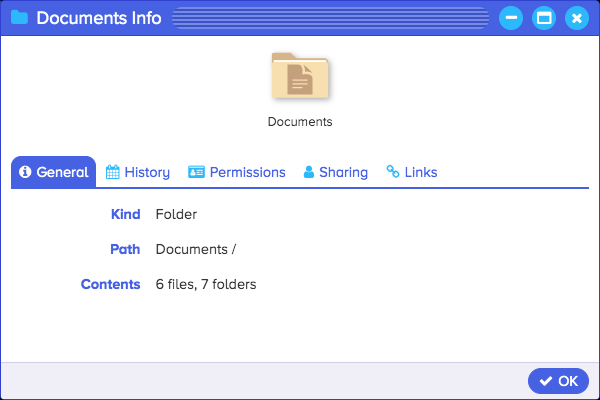 Documents Info
Documents
General History Permissions Sharing Links
Kind Folder
Path Documents /
Contents 6 files, 7 folders
OK